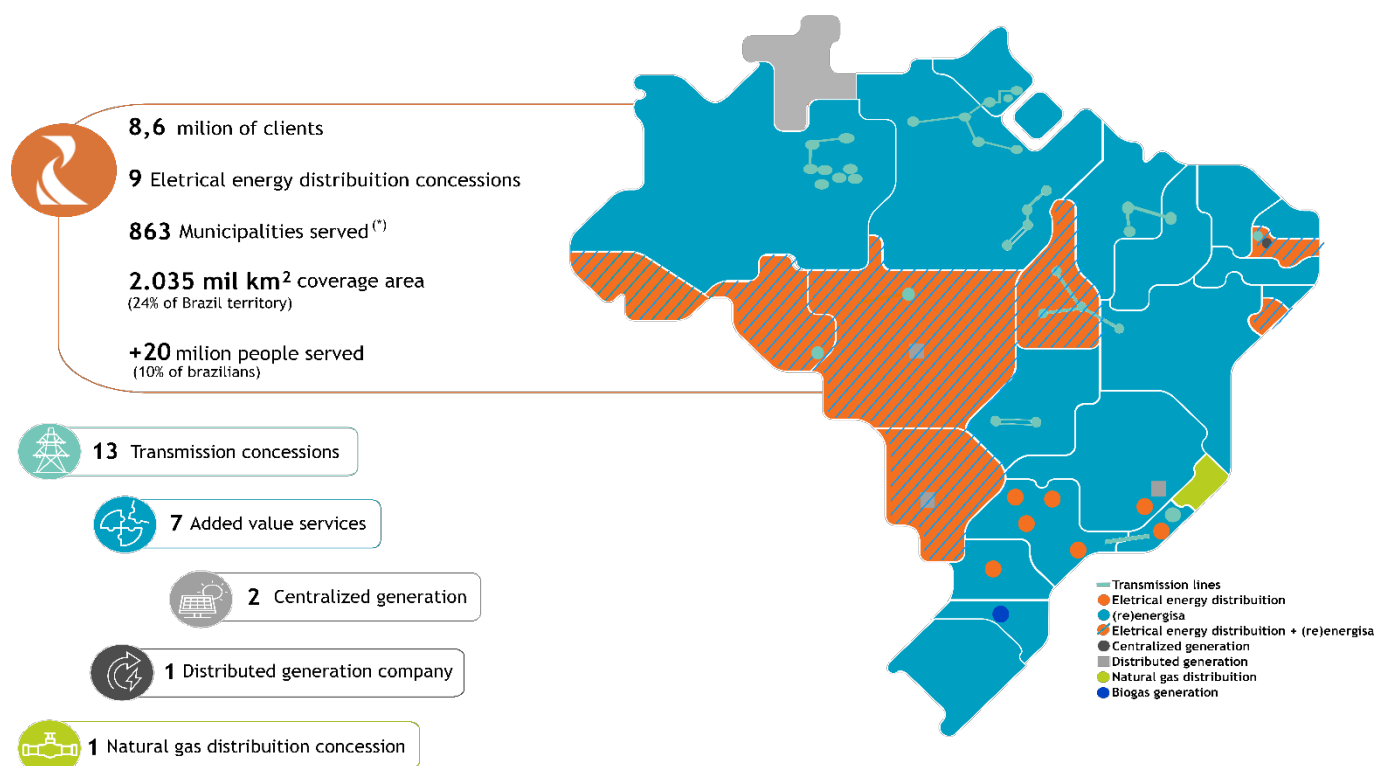 8,6 milion of clients
9 Eletrical energy distribuition concessions
863 Municipalities served (*)
2.035 mil km² coverage area
(24% of Brazil territory)
+20 milion people served
(10% of brazilians)
13 Transmission concessions
7 Added value services
2 Centralized generation
1 Distributed generation company
1 Natural gas distribuition concession
Transmission lines
Eletrical energy distribuition
(re)energisa
Eletrical energy distribuition + (re)energisa
Centralized generation
Distributed generation
Natural gas distribution
Biogas generation